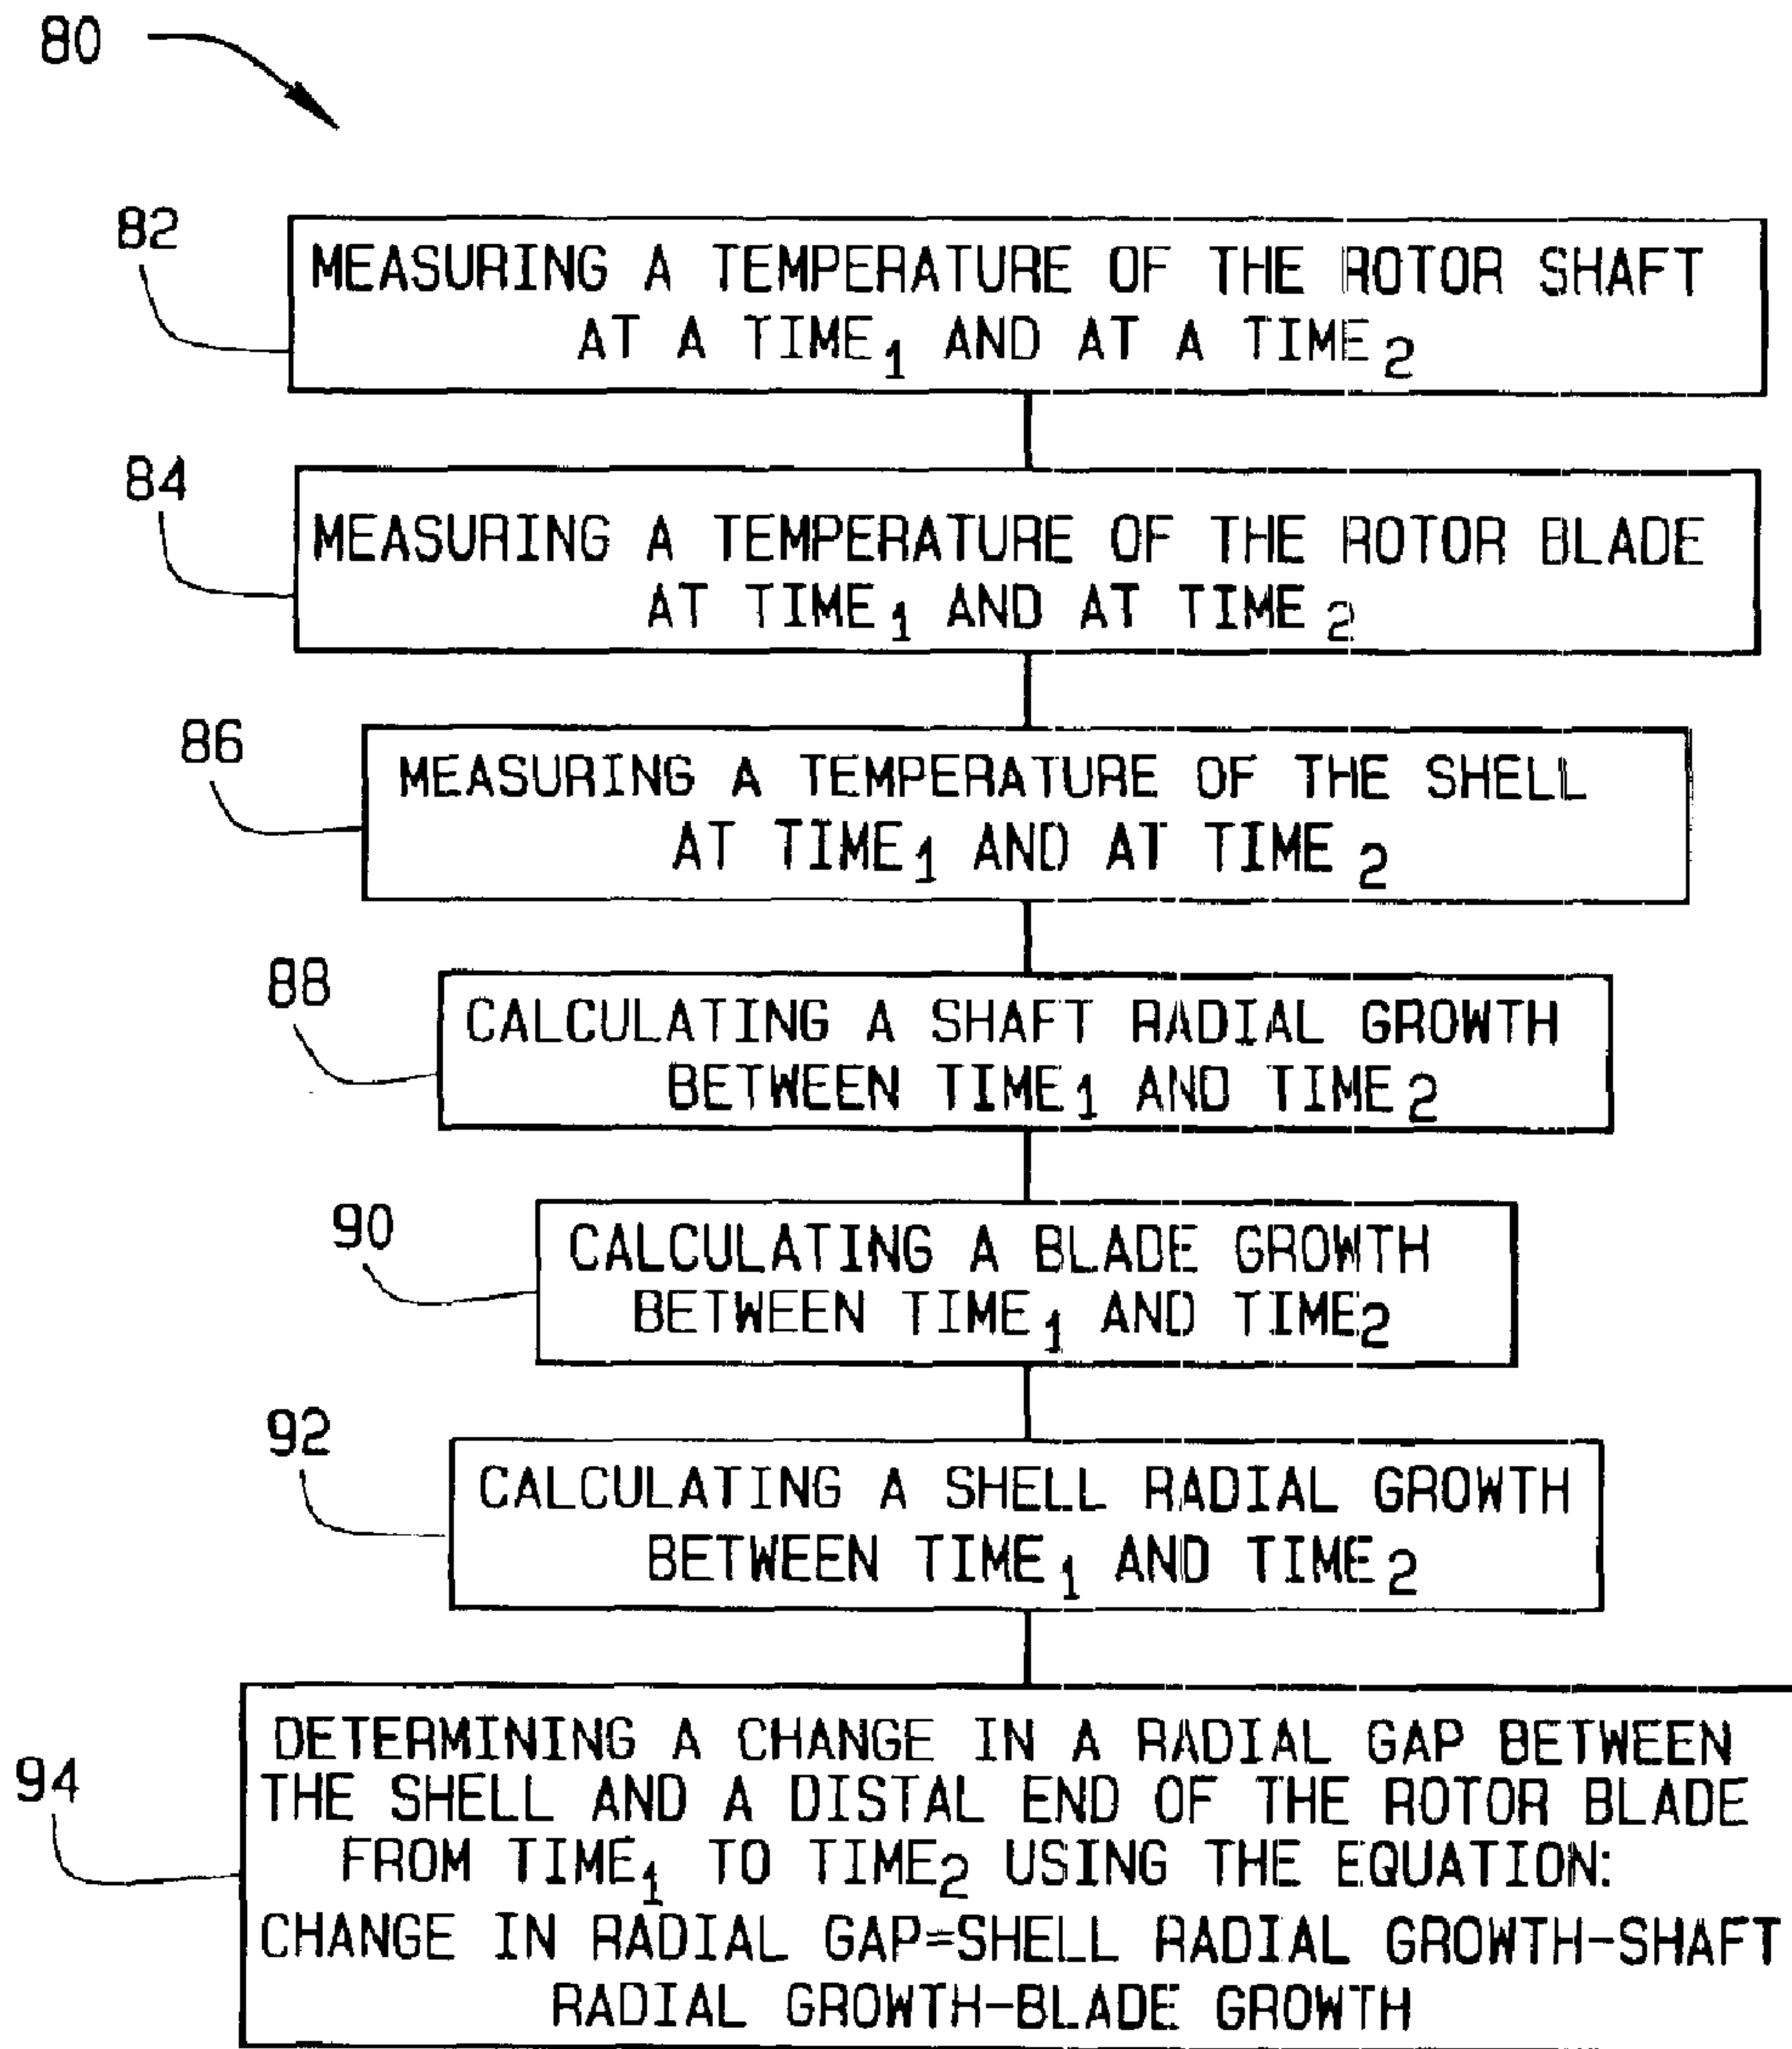 80
82
MEASURING A TEMPERATURE OF THE ROTOR SHAFT
AT A TIME₁ AND AT A TIME₂
84
MEASURING A TEMPERATURE OF THE ROTOR BLADE
AT TIME₁ AND AT TIME₂
86
MEASURING A TEMPERATURE OF THE SHELL
AT TIME₁ AND AT TIME₂
88
CALCULATING A SHAFT RADIAL GROWTH
BETWEEN TIME₁ AND TIME₂
90
CALCULATING A BLADE GROWTH
BETWEEN TIME₁ AND TIME₂
92
CALCULATING A SHELL RADIAL GROWTH
BETWEEN TIME₁ AND TIME₂
94
DETERMINING A CHANGE IN A RADIAL GAP BETWEEN
THE SHELL AND A DISTAL END OF THE ROTOR BLADE
FROM TIME₁ TO TIME₂ USING THE EQUATION:
CHANGE IN RADIAL GAP=SHELL RADIAL GROWTH-SHAFT
RADIAL GROWTH-BLADE GROWTH